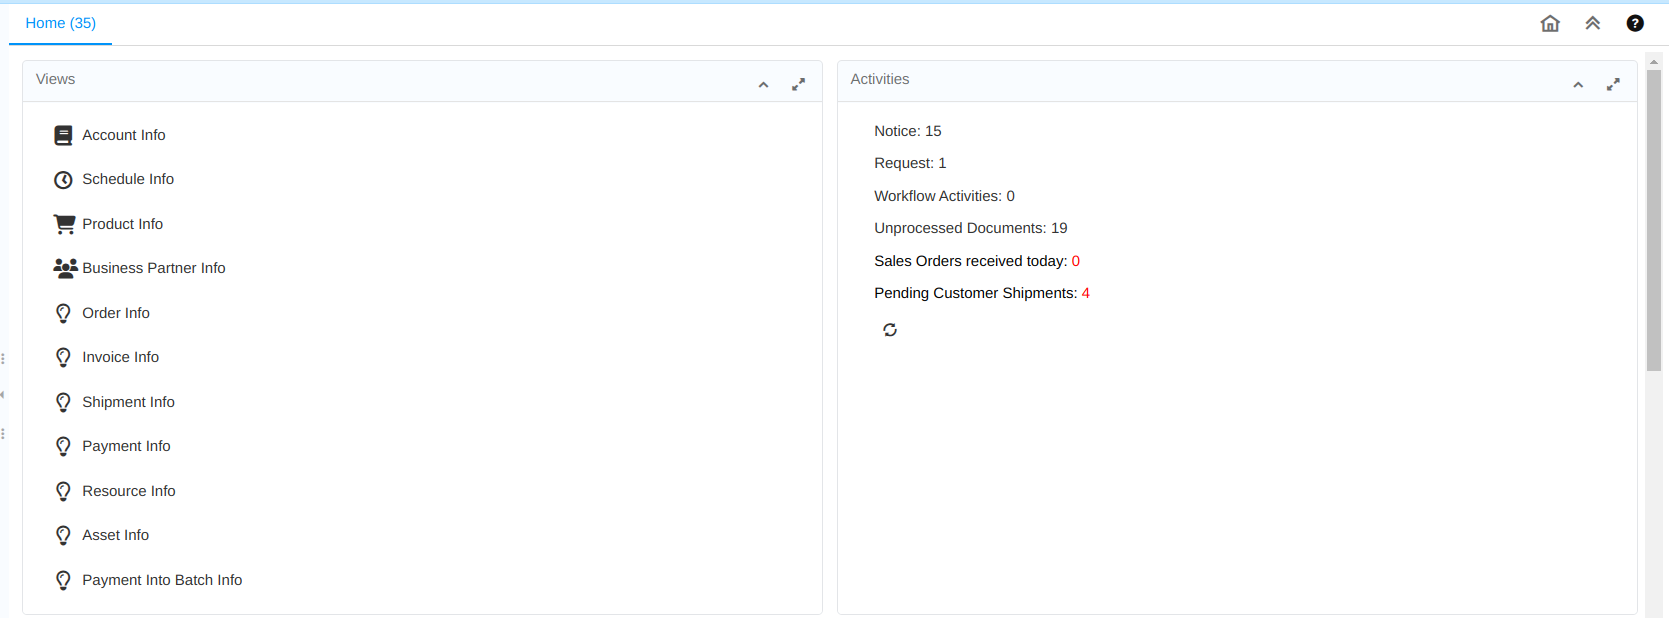 Home (35)
Views
Account Info
Schedule Info
Product Info
Business Partner Info
Order Info
Invoice Info
Shipment Info
Payment Info
Resource Info
Asset Info
Payment Into Batch Info
Activities
Notice: 15
Request: 1
Workflow Activities: 0
Unprocessed Documents: 19
Sales Orders received today: 0
Pending Customer Shipments: 4